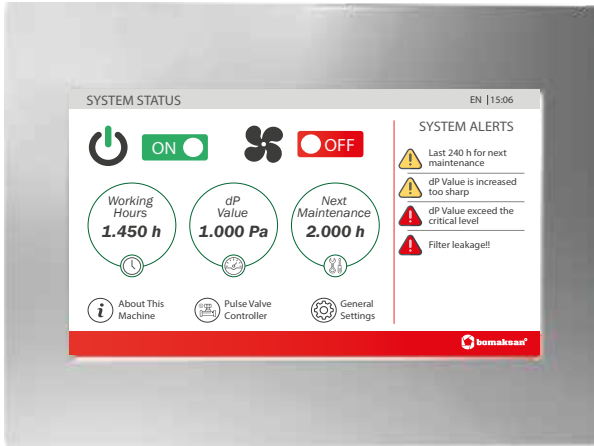 SYSTEM STATUS
EN | 15:06
ON
OFF
Working
Hours
1.450 h
dP
Value
1.000 Pa
Next
Maintenance
2.000 h
About This
Machine
Pulse Valve
Controller
General
Settings
SYSTEM ALERTS
Last 240 h for next
maintenance
dP Value is increased
too sharp
dP Value exceed the
critical level
Filter leakage!!
bomaksan®